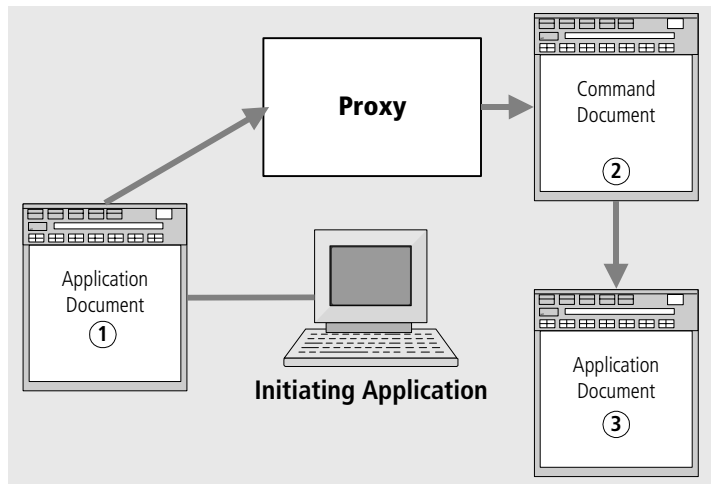 Proxy
Command
Document
2
Application
Document
1
Initiating Application
Application
Document
3